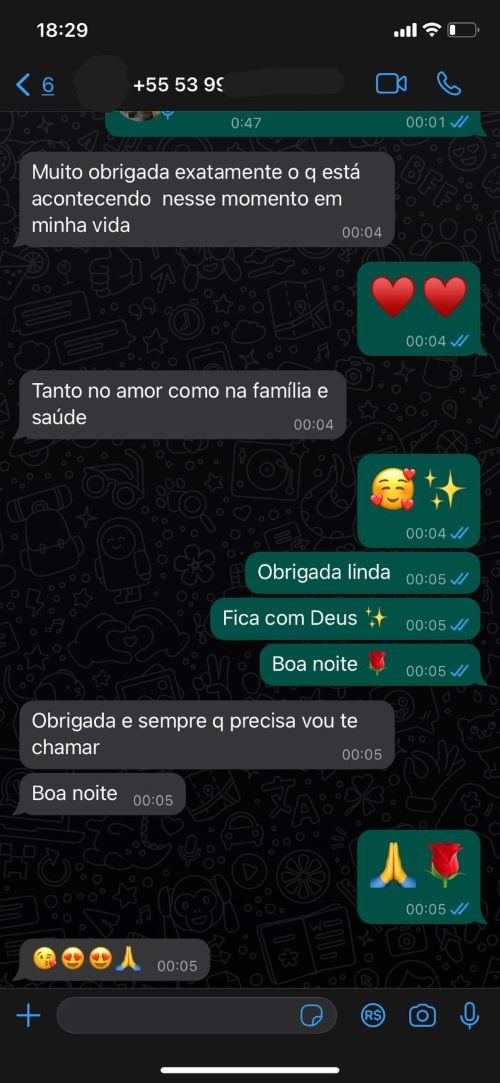 18:29
6
+55 53 99
0:47
00:01
Muito obrigada exatamente o q está
acontecendo nesse momento em
minha vida
00:04
00:04
Tanto no amor como na família e
saúde
00:04
00:04
Obrigada linda 00:05
Fica com Deus ✨ 00:05
Boa noite 🌹 00:05
Obrigada e sempre q precisa vou te
chamar
00:05
Boa noite 00:05
00:05
00:05
R$